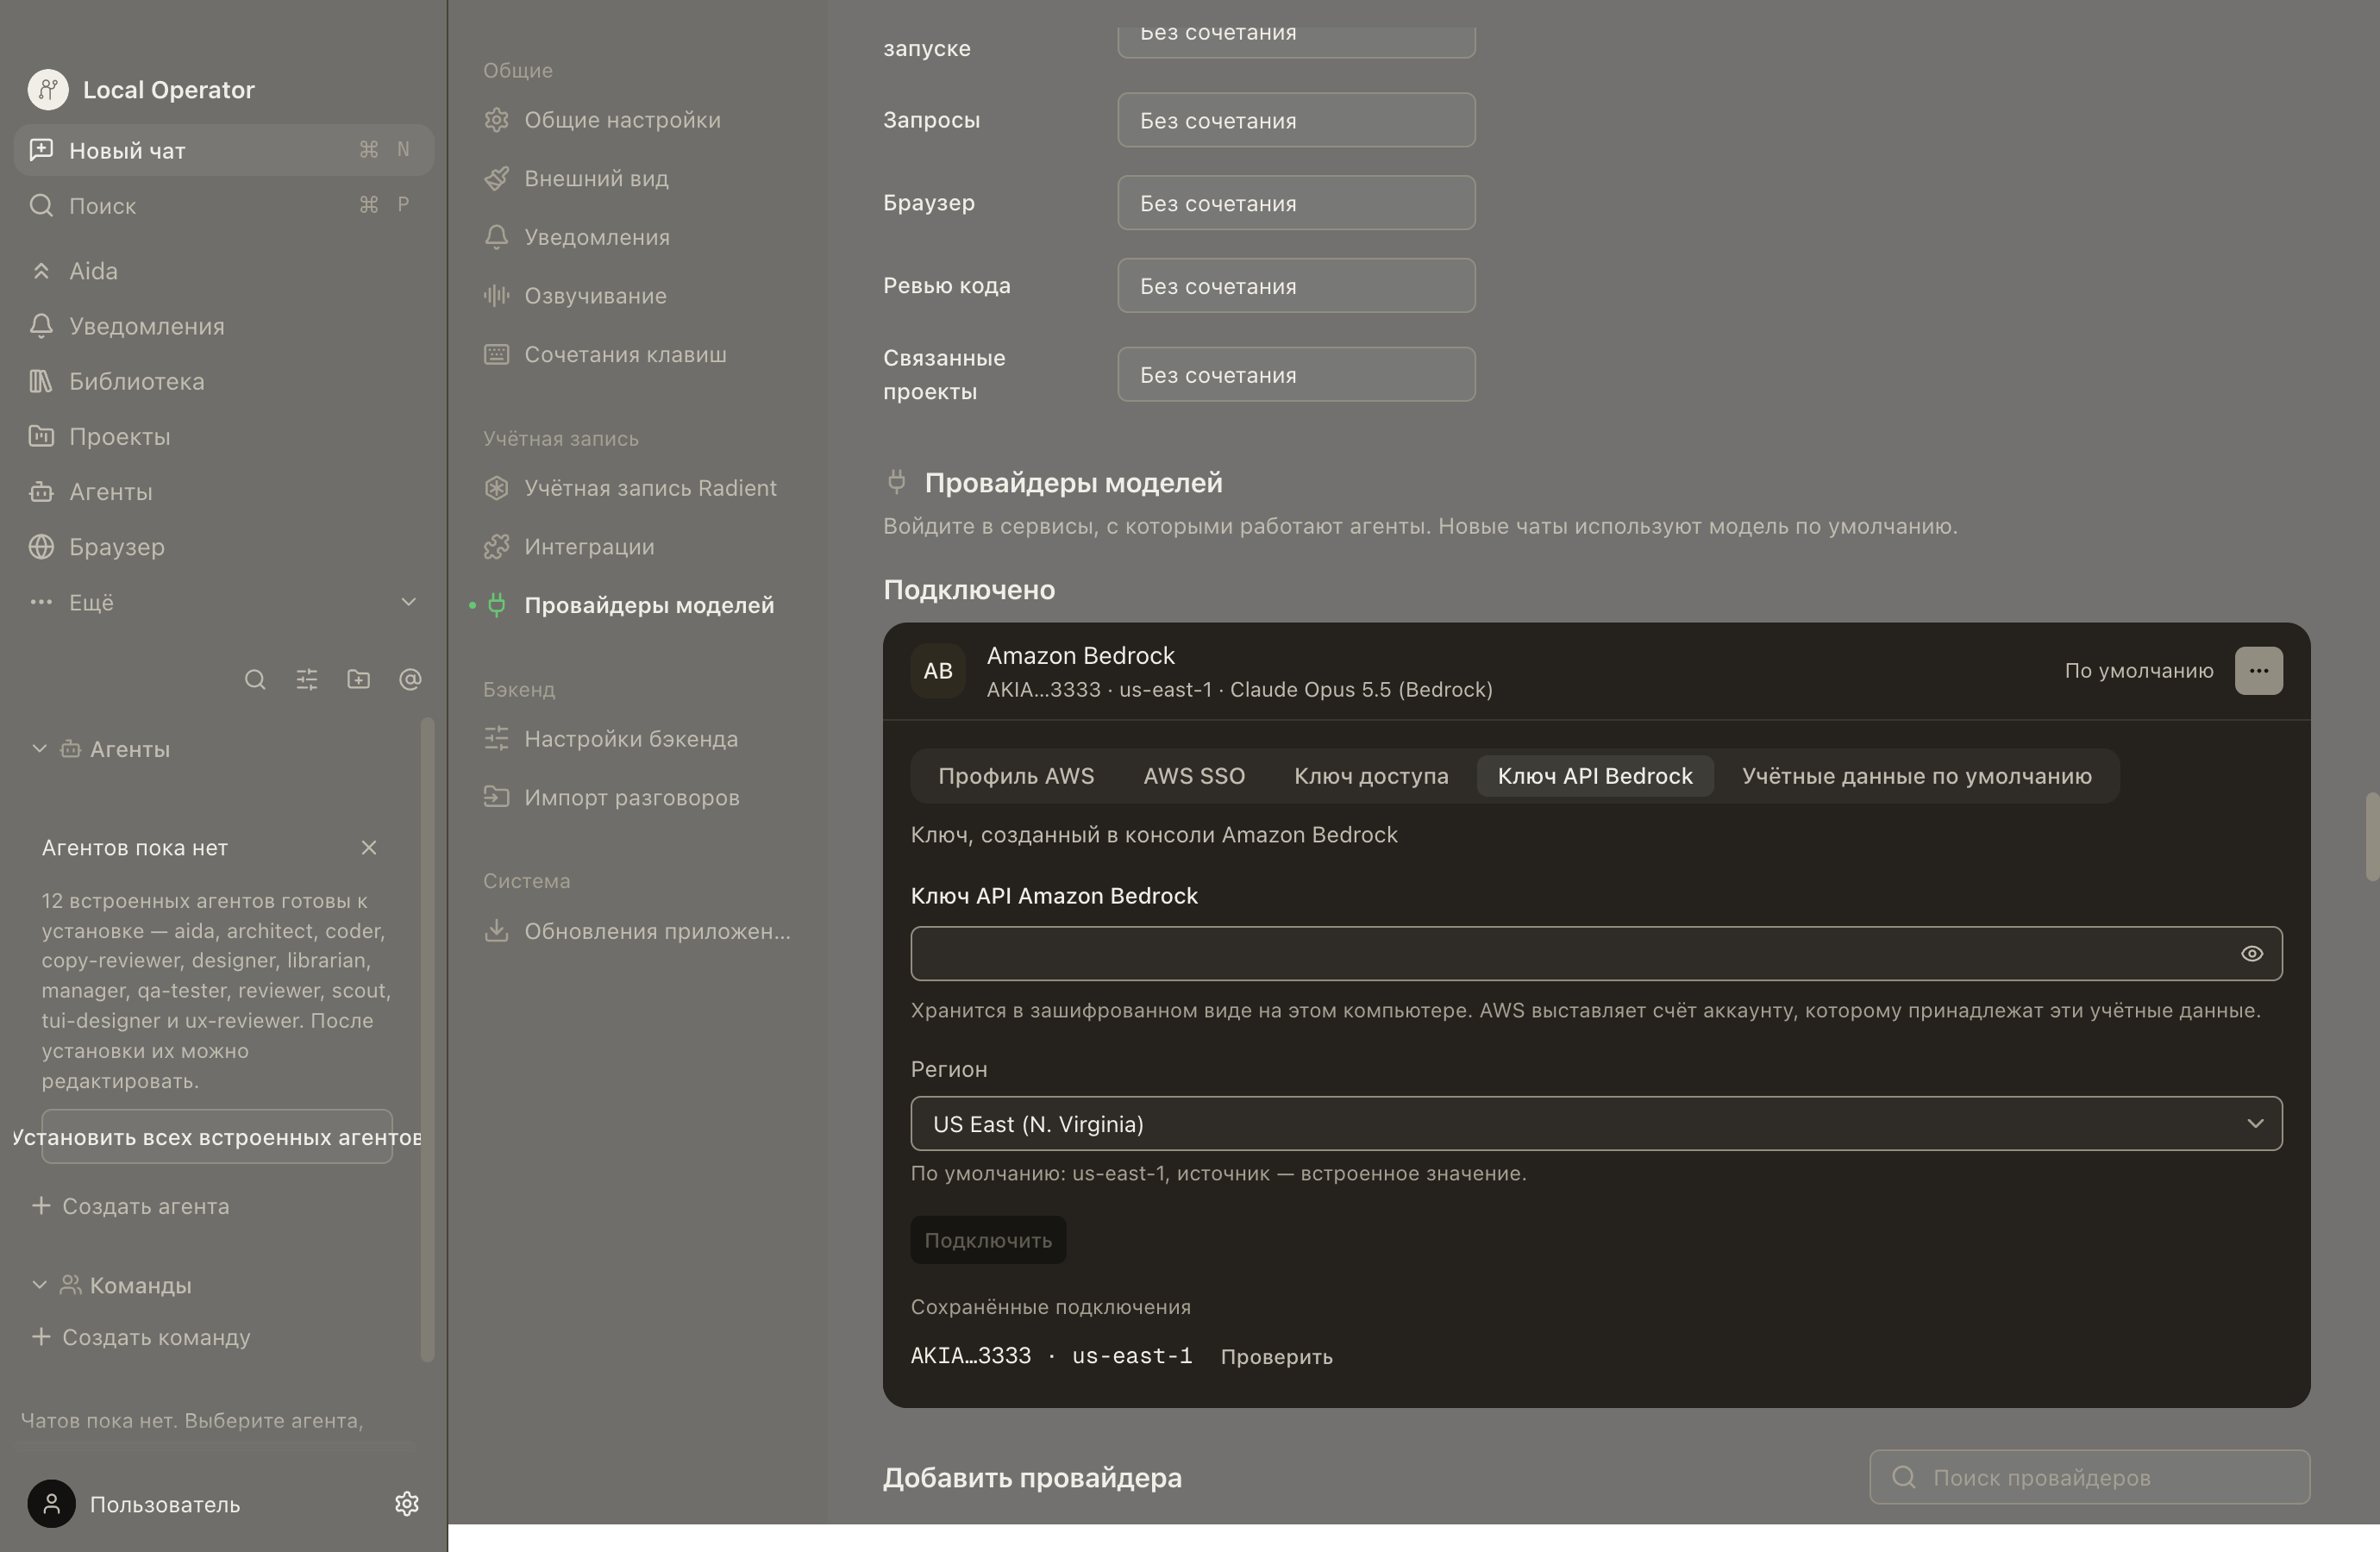 Local Operator
Новый чат ⌘ N
Поиск ⌘ P
Aida
Уведомления
Библиотека
Проекты
Агенты
Браузер
Ещё
Агенты
Агентов пока нет
12 встроенных агентов готовы к
установке — aida, architect, coder,
copy-reviewer, designer, librarian,
manager, qa-tester, reviewer, scout,
tui-designer и ux-reviewer. После
установки их можно
редактировать.
Установить всех встроенных агентов
Создать агента
Команды
Создать команду
Чатов пока нет. Выберите агента,
Пользователь
Общие
Общие настройки
Внешний вид
Уведомления
Озвучивание
Сочетания клавиш
Учётная запись
Учётная запись Radient
Интеграции
Провайдеры моделей
Бэкенд
Настройки бэкенда
Импорт разговоров
Система
Обновления приложен...
запуске Без сочетания
Запросы Без сочетания
Браузер Без сочетания
Ревью кода Без сочетания
Связанные
проекты Без сочетания
Провайдеры моделей
Войдите в сервисы, с которыми работают агенты. Новые чаты используют модель по умолчанию.
Подключено
AB Amazon Bedrock
AKIA…3333 · us-east-1 · Claude Opus 5.5 (Bedrock)
По умолчанию
Профиль AWS AWS SSO Ключ доступа Ключ API Bedrock Учётные данные по умолчанию
Ключ, созданный в консоли Amazon Bedrock
Ключ API Amazon Bedrock
Хранится в зашифрованном виде на этом компьютере. AWS выставляет счёт аккаунту, которому принадлежат эти учётные данные.
Регион
US East (N. Virginia)
По умолчанию: us-east-1, источник — встроенное значение.
Подключить
Сохранённые подключения
AKIA…3333 · us-east-1 Проверить
Добавить провайдера
Поиск провайдеров